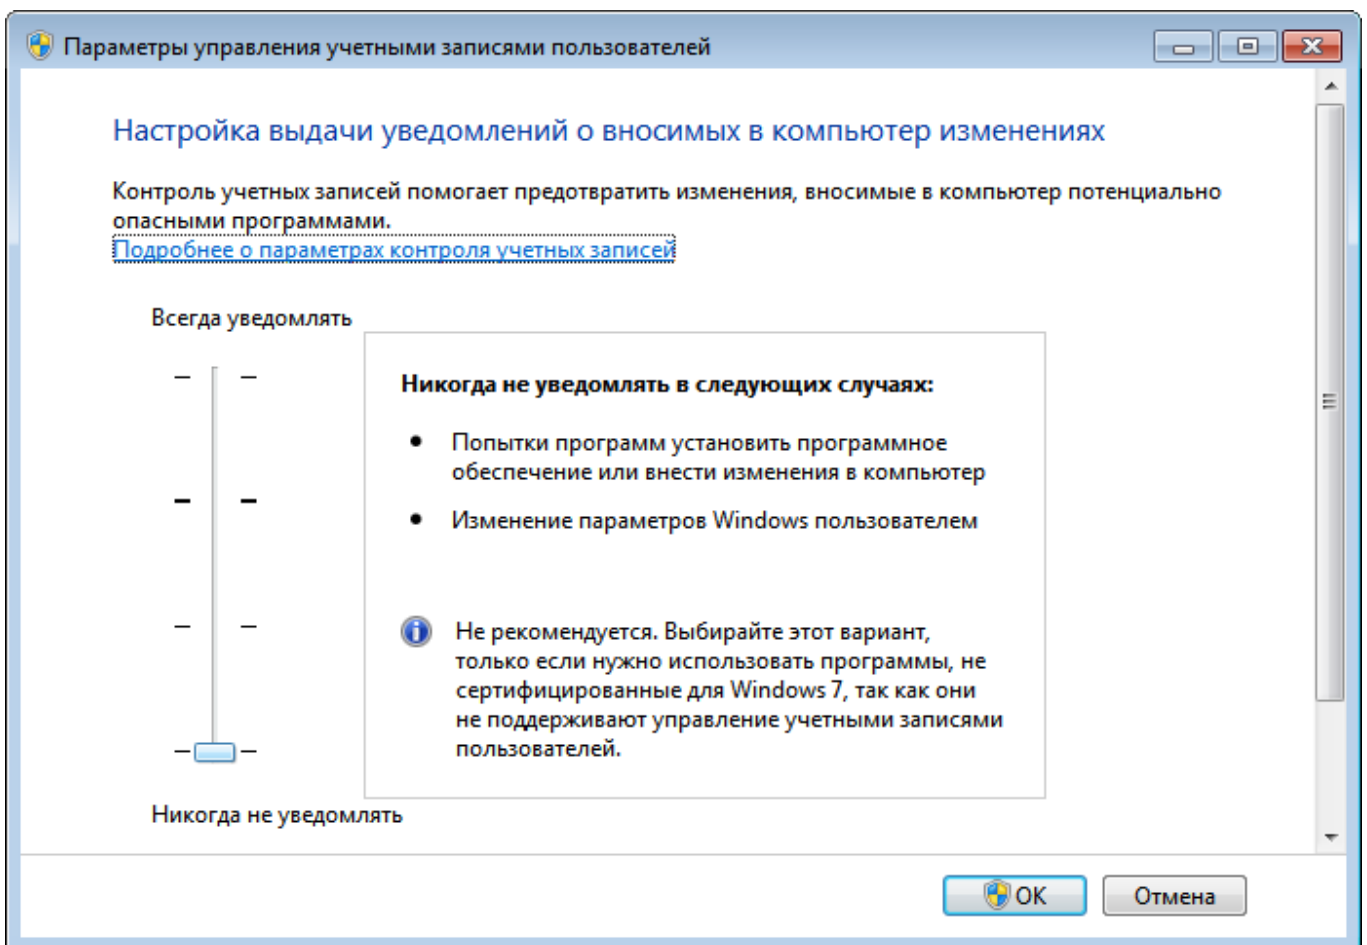 Параметры управления учетными записями пользователей
Настройка выдачи уведомлений о вносимых в компьютер изменениях
Контроль учетных записей помогает предотвратить изменения, вносимые в компьютер потенциально
опасными программами.
Подробнее о параметрах контроля учетных записей
Всегда уведомлять
Никогда не уведомлять в следующих случаях:
• Попытки программ установить программное
обеспечение или внести изменения в компьютер
• Изменение параметров Windows пользователем
Не рекомендуется. Выбирайте этот вариант,
только если нужно использовать программы, не
сертифицированные для Windows 7, так как они
не поддерживают управление учетными записями
пользователей.
Никогда не уведомлять
OK
Отмена